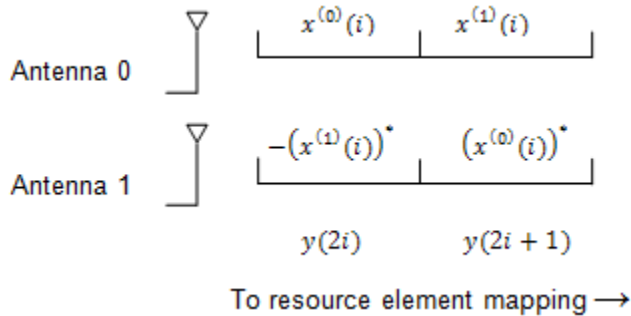 x⁽⁰⁾(i) x⁽¹⁾(i)
Antenna 0
−(x⁽¹⁾(i))* (x⁽⁰⁾(i))*
Antenna 1
y(2i) y(2i + 1)
To resource element mapping →